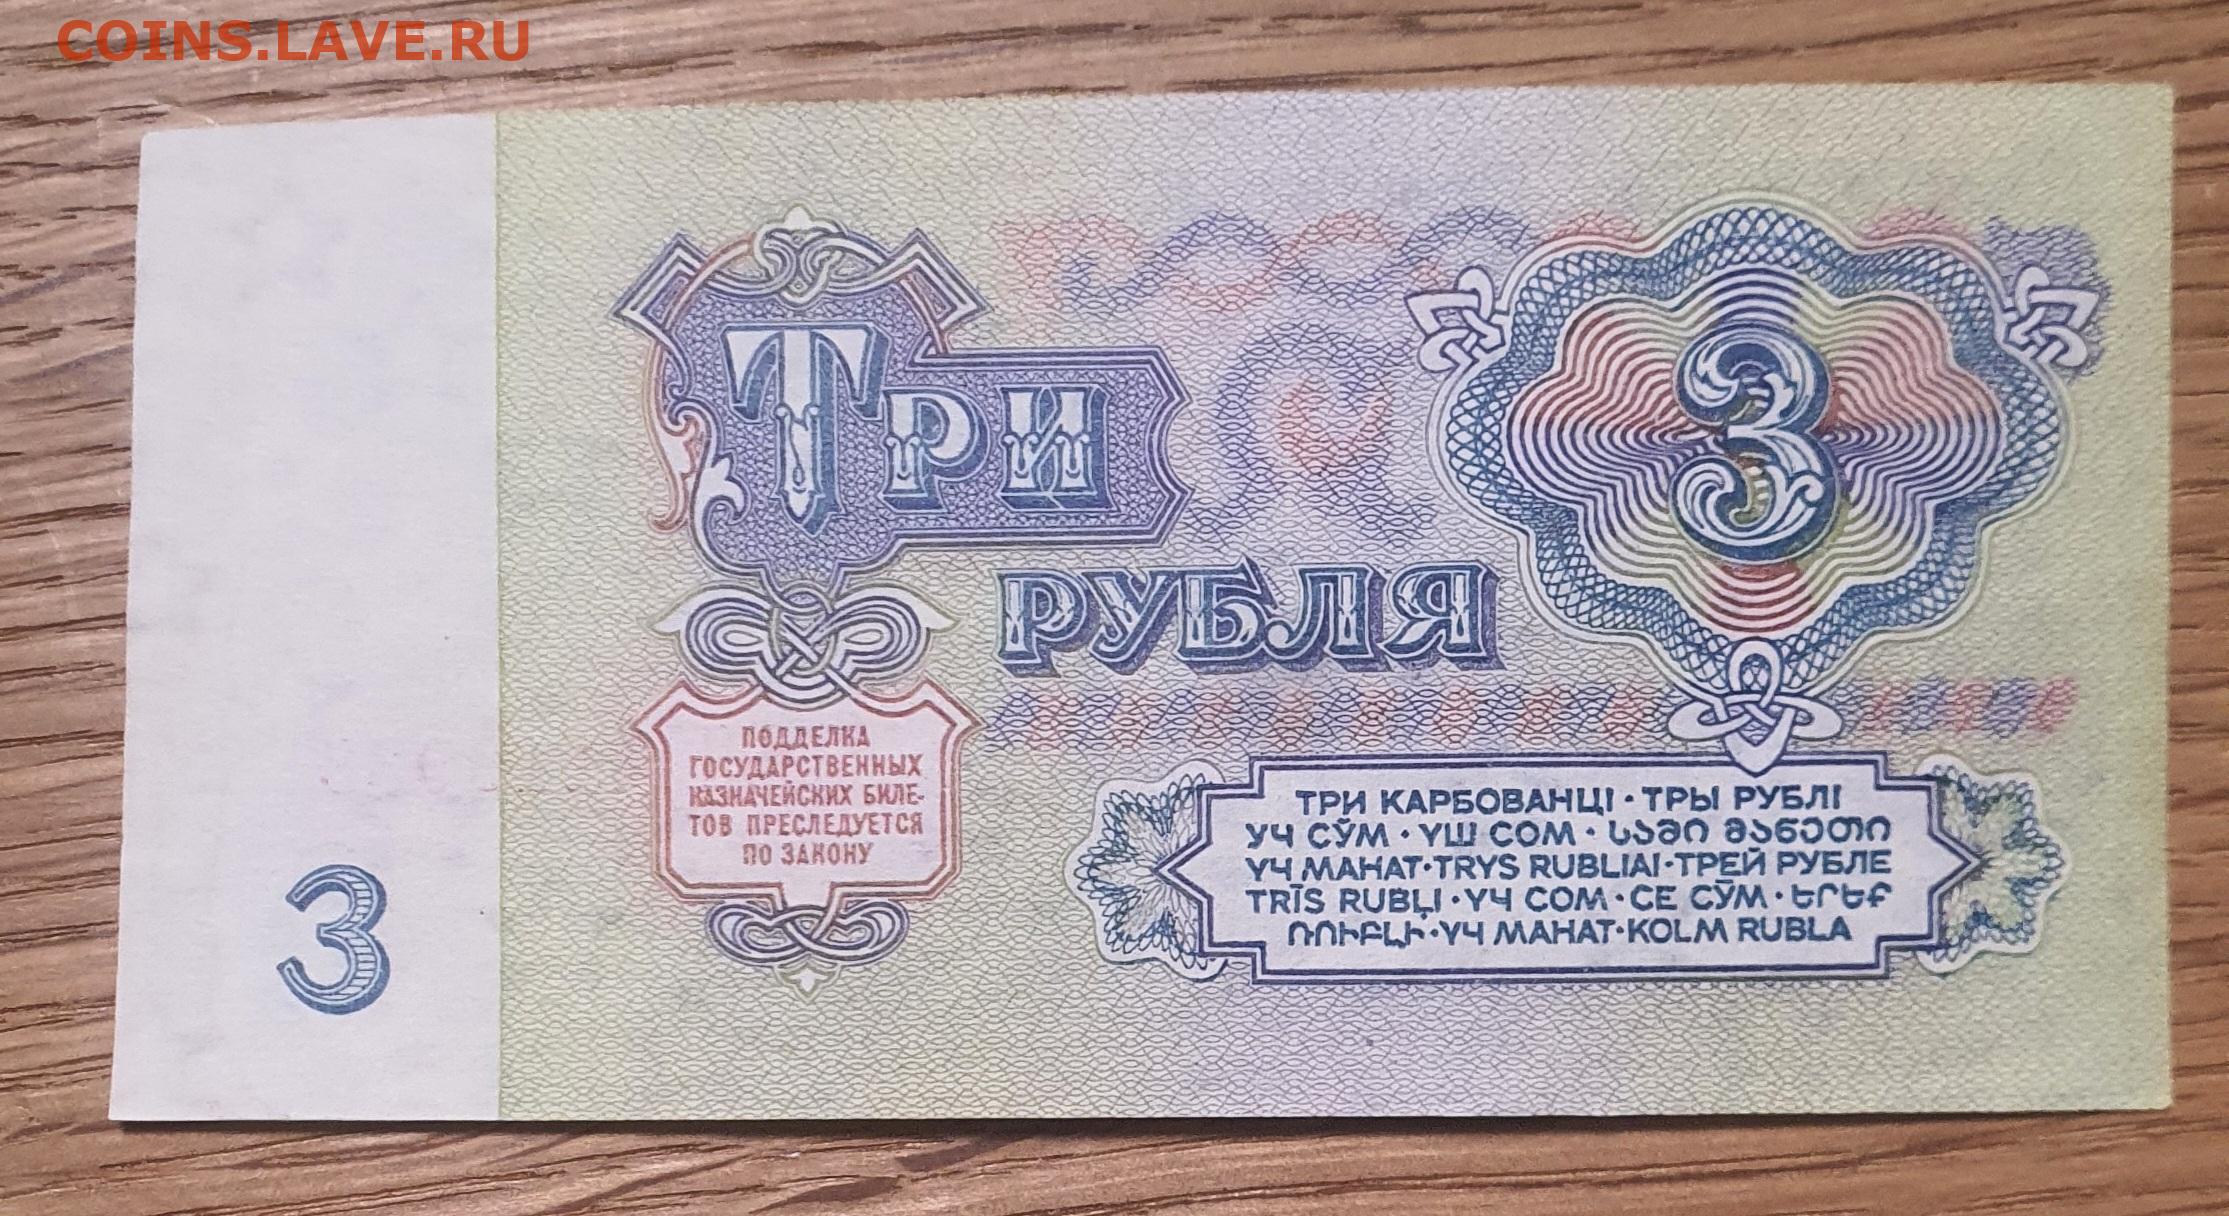 COINS.LAVE.RU
ТРИ
РУБЛЯ
3
ПОДДЕЛКА
ГОСУДАРСТВЕННЫХ
КАЗНАЧЕЙСКИХ БИЛЕ-
ТОВ ПРЕСЛЕДУЕТСЯ
ПО ЗАКОНУ
ТРИ КАРБОВАНЦІ · ТРЫ РУБЛІ
УЧ СЎМ · ҮШ СОМ · ᲡᲐᲛᲘ ᲛᲐᲜᲔᲗᲘ
ҮЧ МАНАТ · TRYS RUBLIAI · ТРЕЙ РУБЛЕ
TRĪS RUBĻI · ҮЧ СОМ · СЕ СӮМ · ԵՐԵՔ
ՌՈՒԲԼԻ · ҮЧ МАНАТ · KOLM RUBLA
3